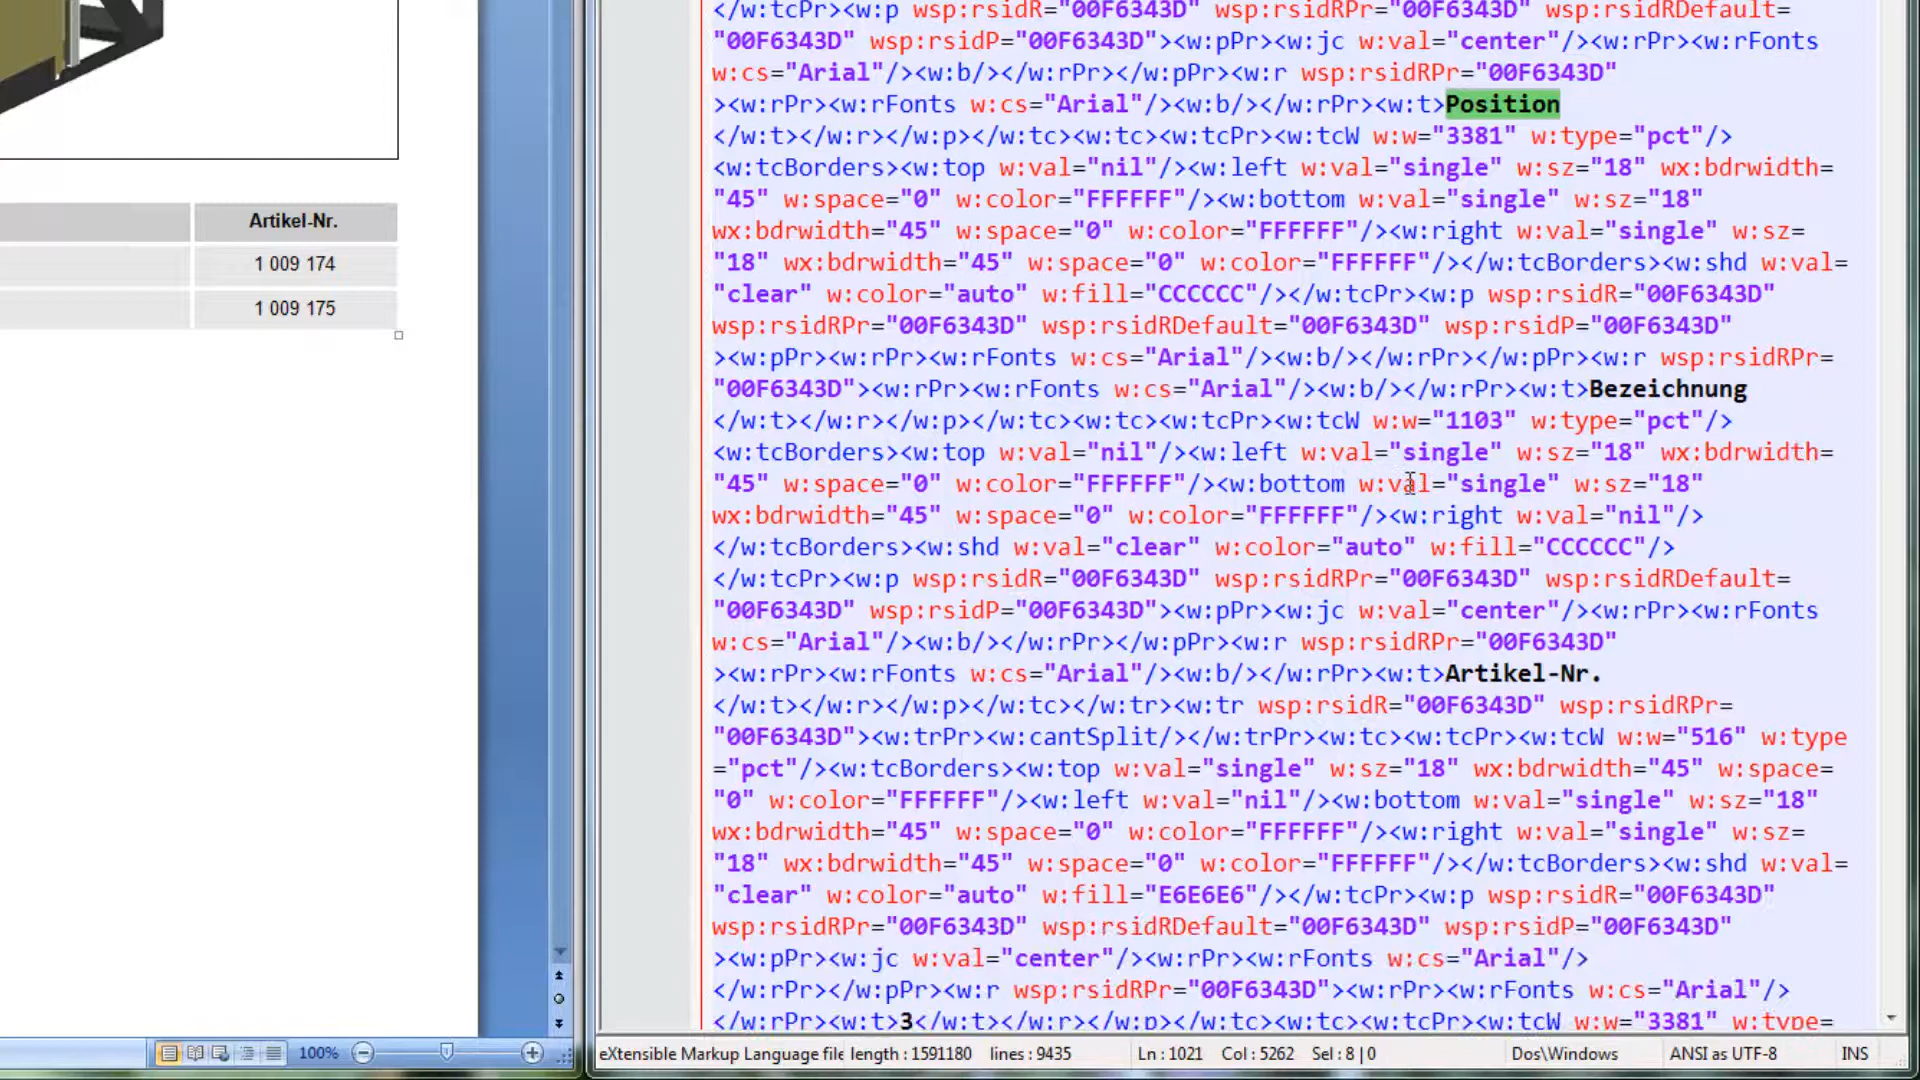 Artikel-Nr.
1 009 174
1 009 175
100%
</w:tcPr><w:p wsp:rsidR="00F6343D" wsp:rsidRPr="00F6343D" wsp:rsidRDefault=
"00F6343D" wsp:rsidP="00F6343D"><w:pPr><w:jc w:val="center"/><w:rPr><w:rFonts
w:cs="Arial"/><w:b/></w:rPr></w:pPr><w:r wsp:rsidRPr="00F6343D"
><w:rPr><w:rFonts w:cs="Arial"/><w:b/></w:rPr><w:t>Position
</w:t></w:r></w:p></w:tc><w:tc><w:tcPr><w:tcW w:w="3381" w:type="pct"/>
<w:tcBorders><w:top w:val="nil"/><w:left w:val="single" w:sz="18" wx:bdrwidth=
"45" w:space="0" w:color="FFFFFF"/><w:bottom w:val="single" w:sz="18"
wx:bdrwidth="45" w:space="0" w:color="FFFFFF"/><w:right w:val="single" w:sz=
"18" wx:bdrwidth="45" w:space="0" w:color="FFFFFF"/></w:tcBorders><w:shd w:val=
"clear" w:color="auto" w:fill="CCCCCC"/></w:tcPr><w:p wsp:rsidR="00F6343D"
wsp:rsidRPr="00F6343D" wsp:rsidRDefault="00F6343D" wsp:rsidP="00F6343D"
><w:pPr><w:rPr><w:rFonts w:cs="Arial"/><w:b/></w:rPr></w:pPr><w:r wsp:rsidRPr=
"00F6343D"><w:rPr><w:rFonts w:cs="Arial"/><w:b/></w:rPr><w:t>Bezeichnung
</w:t></w:r></w:p></w:tc><w:tc><w:tcPr><w:tcW w:w="1103" w:type="pct"/>
<w:tcBorders><w:top w:val="nil"/><w:left w:val="single" w:sz="18" wx:bdrwidth=
"45" w:space="0" w:color="FFFFFF"/><w:bottom w:val="single" w:sz="18"
wx:bdrwidth="45" w:space="0" w:color="FFFFFF"/><w:right w:val="nil"/>
</w:tcBorders><w:shd w:val="clear" w:color="auto" w:fill="CCCCCC"/>
</w:tcPr><w:p wsp:rsidR="00F6343D" wsp:rsidRPr="00F6343D" wsp:rsidRDefault=
"00F6343D" wsp:rsidP="00F6343D"><w:pPr><w:jc w:val="center"/><w:rPr><w:rFonts
w:cs="Arial"/><w:b/></w:rPr></w:pPr><w:r wsp:rsidRPr="00F6343D"
><w:rPr><w:rFonts w:cs="Arial"/><w:b/></w:rPr><w:t>Artikel-Nr.
</w:t></w:r></w:p></w:tc></w:tr><w:tr wsp:rsidR="00F6343D" wsp:rsidRPr=
"00F6343D"><w:trPr><w:cantSplit/></w:trPr><w:tc><w:tcPr><w:tcW w:w="516" w:type
="pct"/><w:tcBorders><w:top w:val="single" w:sz="18" wx:bdrwidth="45" w:space=
"0" w:color="FFFFFF"/><w:left w:val="nil"/><w:bottom w:val="single" w:sz="18"
wx:bdrwidth="45" w:space="0" w:color="FFFFFF"/><w:right w:val="single" w:sz=
"18" wx:bdrwidth="45" w:space="0" w:color="FFFFFF"/></w:tcBorders><w:shd w:val=
"clear" w:color="auto" w:fill="E6E6E6"/></w:tcPr><w:p wsp:rsidR="00F6343D"
wsp:rsidRPr="00F6343D" wsp:rsidRDefault="00F6343D" wsp:rsidP="00F6343D"
><w:pPr><w:jc w:val="center"/><w:rPr><w:rFonts w:cs="Arial"/>
</w:rPr></w:pPr><w:r wsp:rsidRPr="00F6343D"><w:rPr><w:rFonts w:cs="Arial"/>
</w:rPr><w:t>3</w:t></w:r></w:p></w:tc><w:tc><w:tcPr><w:tcW w:w="3381" w:type=
eXtensible Markup Language file length : 1591180 lines : 9435 Ln : 1021 Col : 5262 Sel : 8 | 0 Dos\Windows ANSI as UTF-8 INS